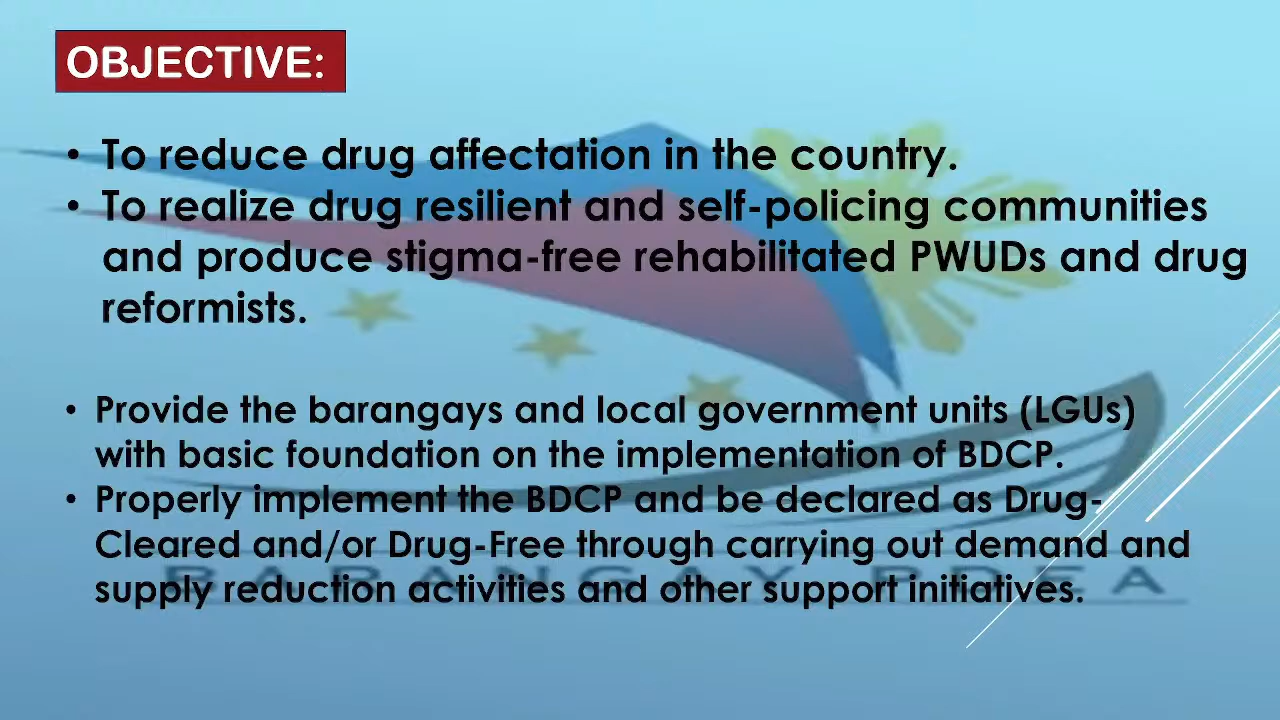 OBJECTIVE:
• To reduce drug affectation in the country.
• To realize drug resilient and self-policing communities
and produce stigma-free rehabilitated PWUDs and drug
reformists.
• Provide the barangays and local government units (LGUs)
with basic foundation on the implementation of BDCP.
• Properly implement the BDCP and be declared as Drug-
Cleared and/or Drug-Free through carrying out demand and
supply reduction activities and other support initiatives.
BARANGAY PDEA